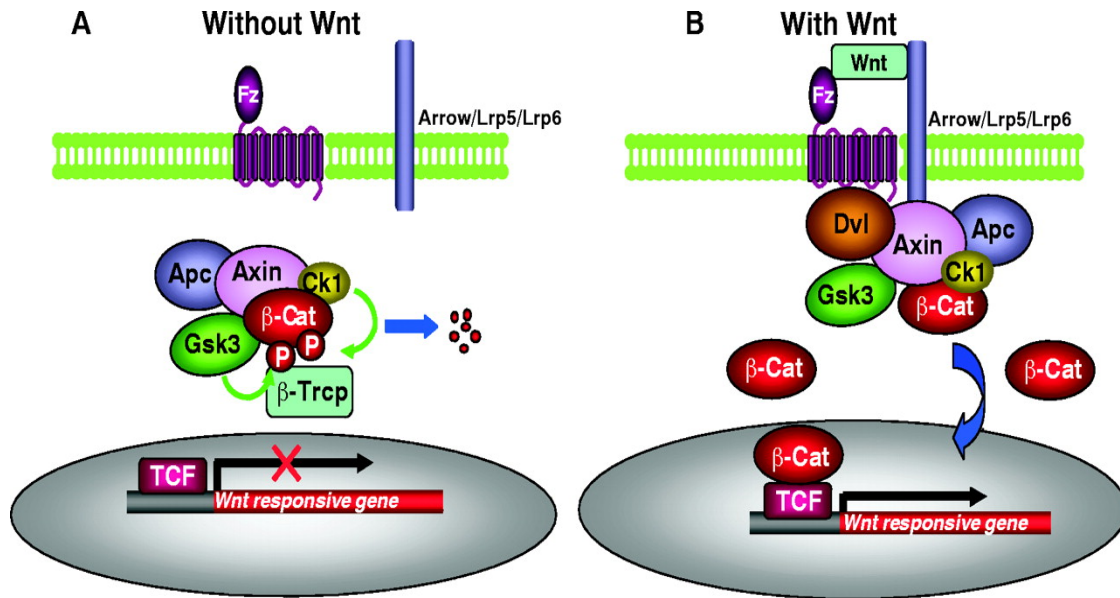 A
Without Wnt
Fz
Arrow/Lrp5/Lrp6
Apc
Axin
Ck1
β-Cat
Gsk3
P
P
β-Trcp
TCF
Wnt responsive gene
B
With Wnt
Wnt
Fz
Arrow/Lrp5/Lrp6
Dvl
Axin
Apc
Ck1
Gsk3
β-Cat
β-Cat
β-Cat
β-Cat
TCF
Wnt responsive gene